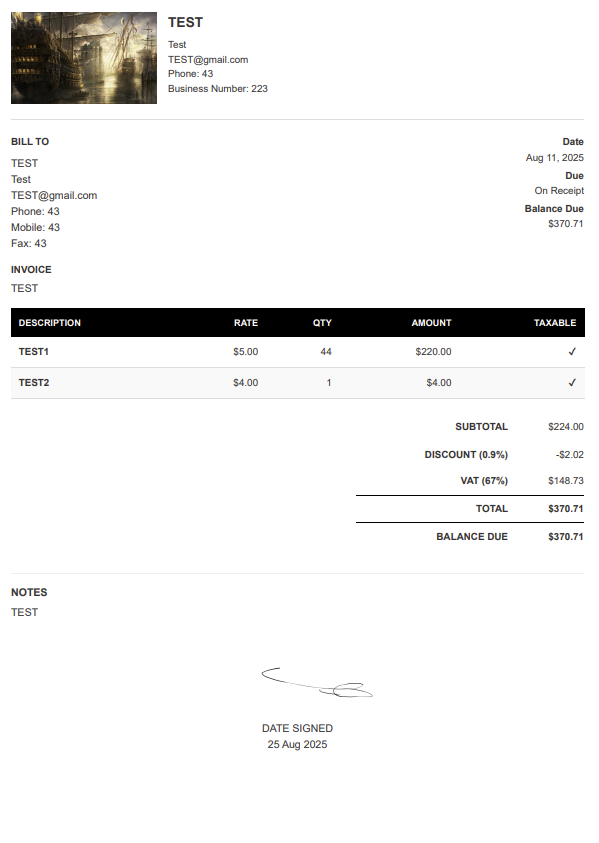 TEST
Test
TEST@gmail.com
Phone: 43
Business Number: 223
BILL TO
TEST
Test
TEST@gmail.com
Phone: 43
Mobile: 43
Fax: 43
Date
Aug 11, 2025
Due
On Receipt
Balance Due
$370.71
INVOICE
TEST
DESCRIPTION RATE QTY AMOUNT TAXABLE
TEST1 $5.00 44 $220.00 ✓
TEST2 $4.00 1 $4.00 ✓
SUBTOTAL $224.00
DISCOUNT (0.9%) -$2.02
VAT (67%) $148.73
TOTAL $370.71
BALANCE DUE $370.71
NOTES
TEST
DATE SIGNED
25 Aug 2025